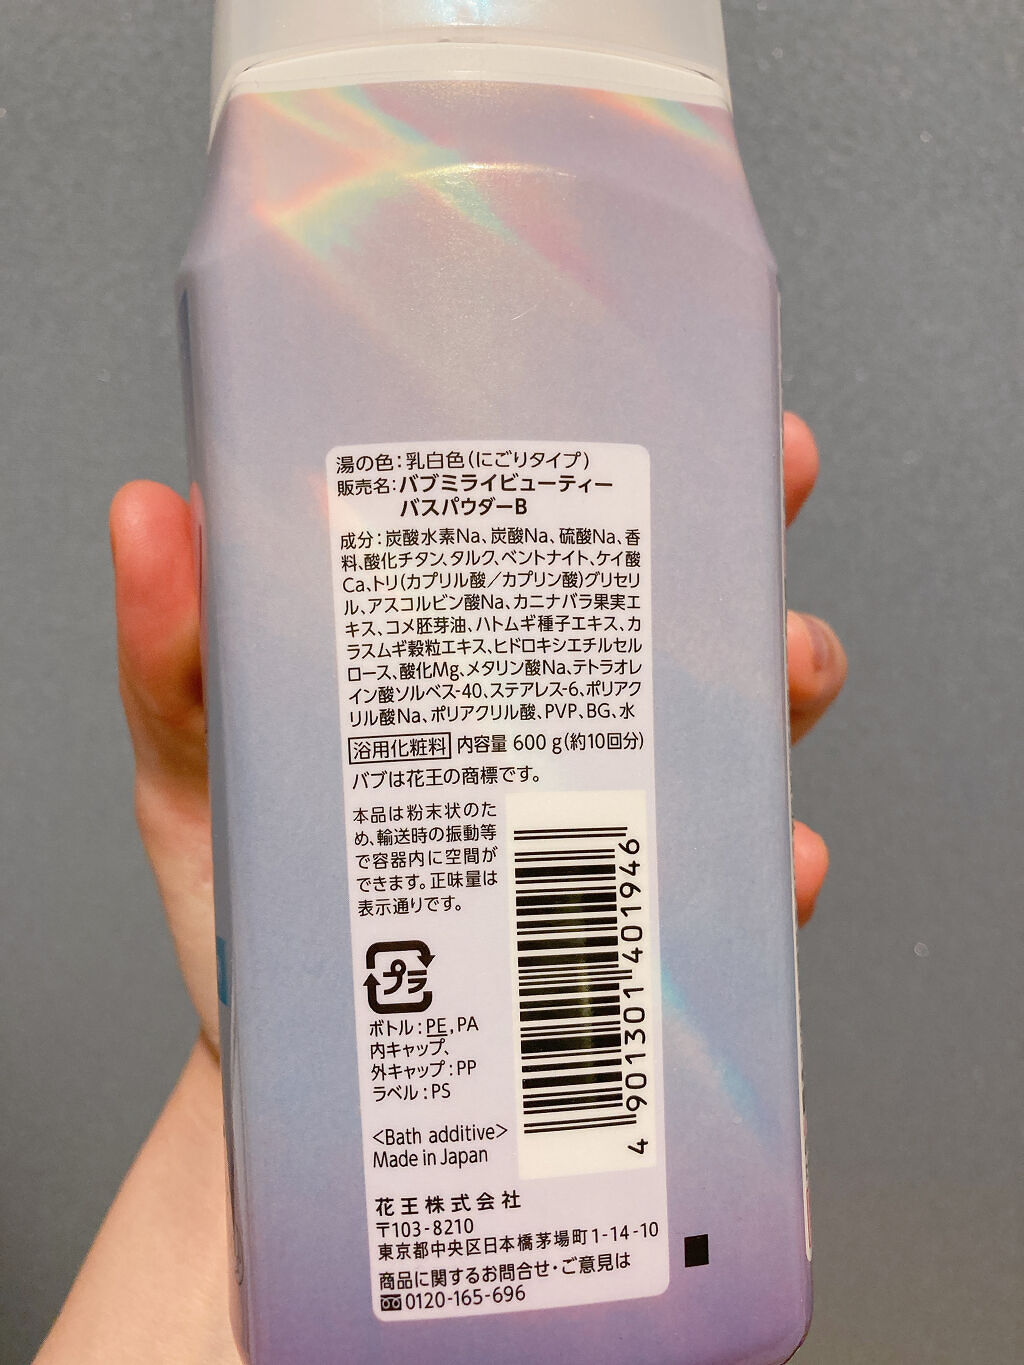 湯の色：乳白色（にごりタイプ）
販売名：バブミライビューティー
バスパウダーB
成分：炭酸水素Na、炭酸Na、硫酸Na、香
料、酸化チタン、タルク、ベントナイト、ケイ酸
Ca、トリ（カプリル酸／カプリン酸）グリセリ
ル、アスコルビン酸Na、カニナバラ果実エ
キス、コメ胚芽油、ハトムギ種子エキス、カ
ラスムギ穀粒エキス、ヒドロキシエチルセル
ロース、酸化Mg、メタリン酸Na、テトラオレ
イン酸ソルベス-40、ステアレス-6、ポリアク
リル酸Na、ポリアクリル酸、PVP、BG、水
浴用化粧料 内容量 600 g（約10回分）
バブは花王の商標です。
本品は粉末状のた
め、輸送時の振動等
で容器内に空間が
できます。正味量は
表示通りです。
プラ
ボトル：PE，PA
内キャップ、
外キャップ：PP
ラベル：PS
<Bath additive>
Made in Japan
4 901301 401946
花王株式会社
〒103-8210
東京都中央区日本橋茅場町1-14-10
商品に関するお問合せ・ご意見は
0120-165-696